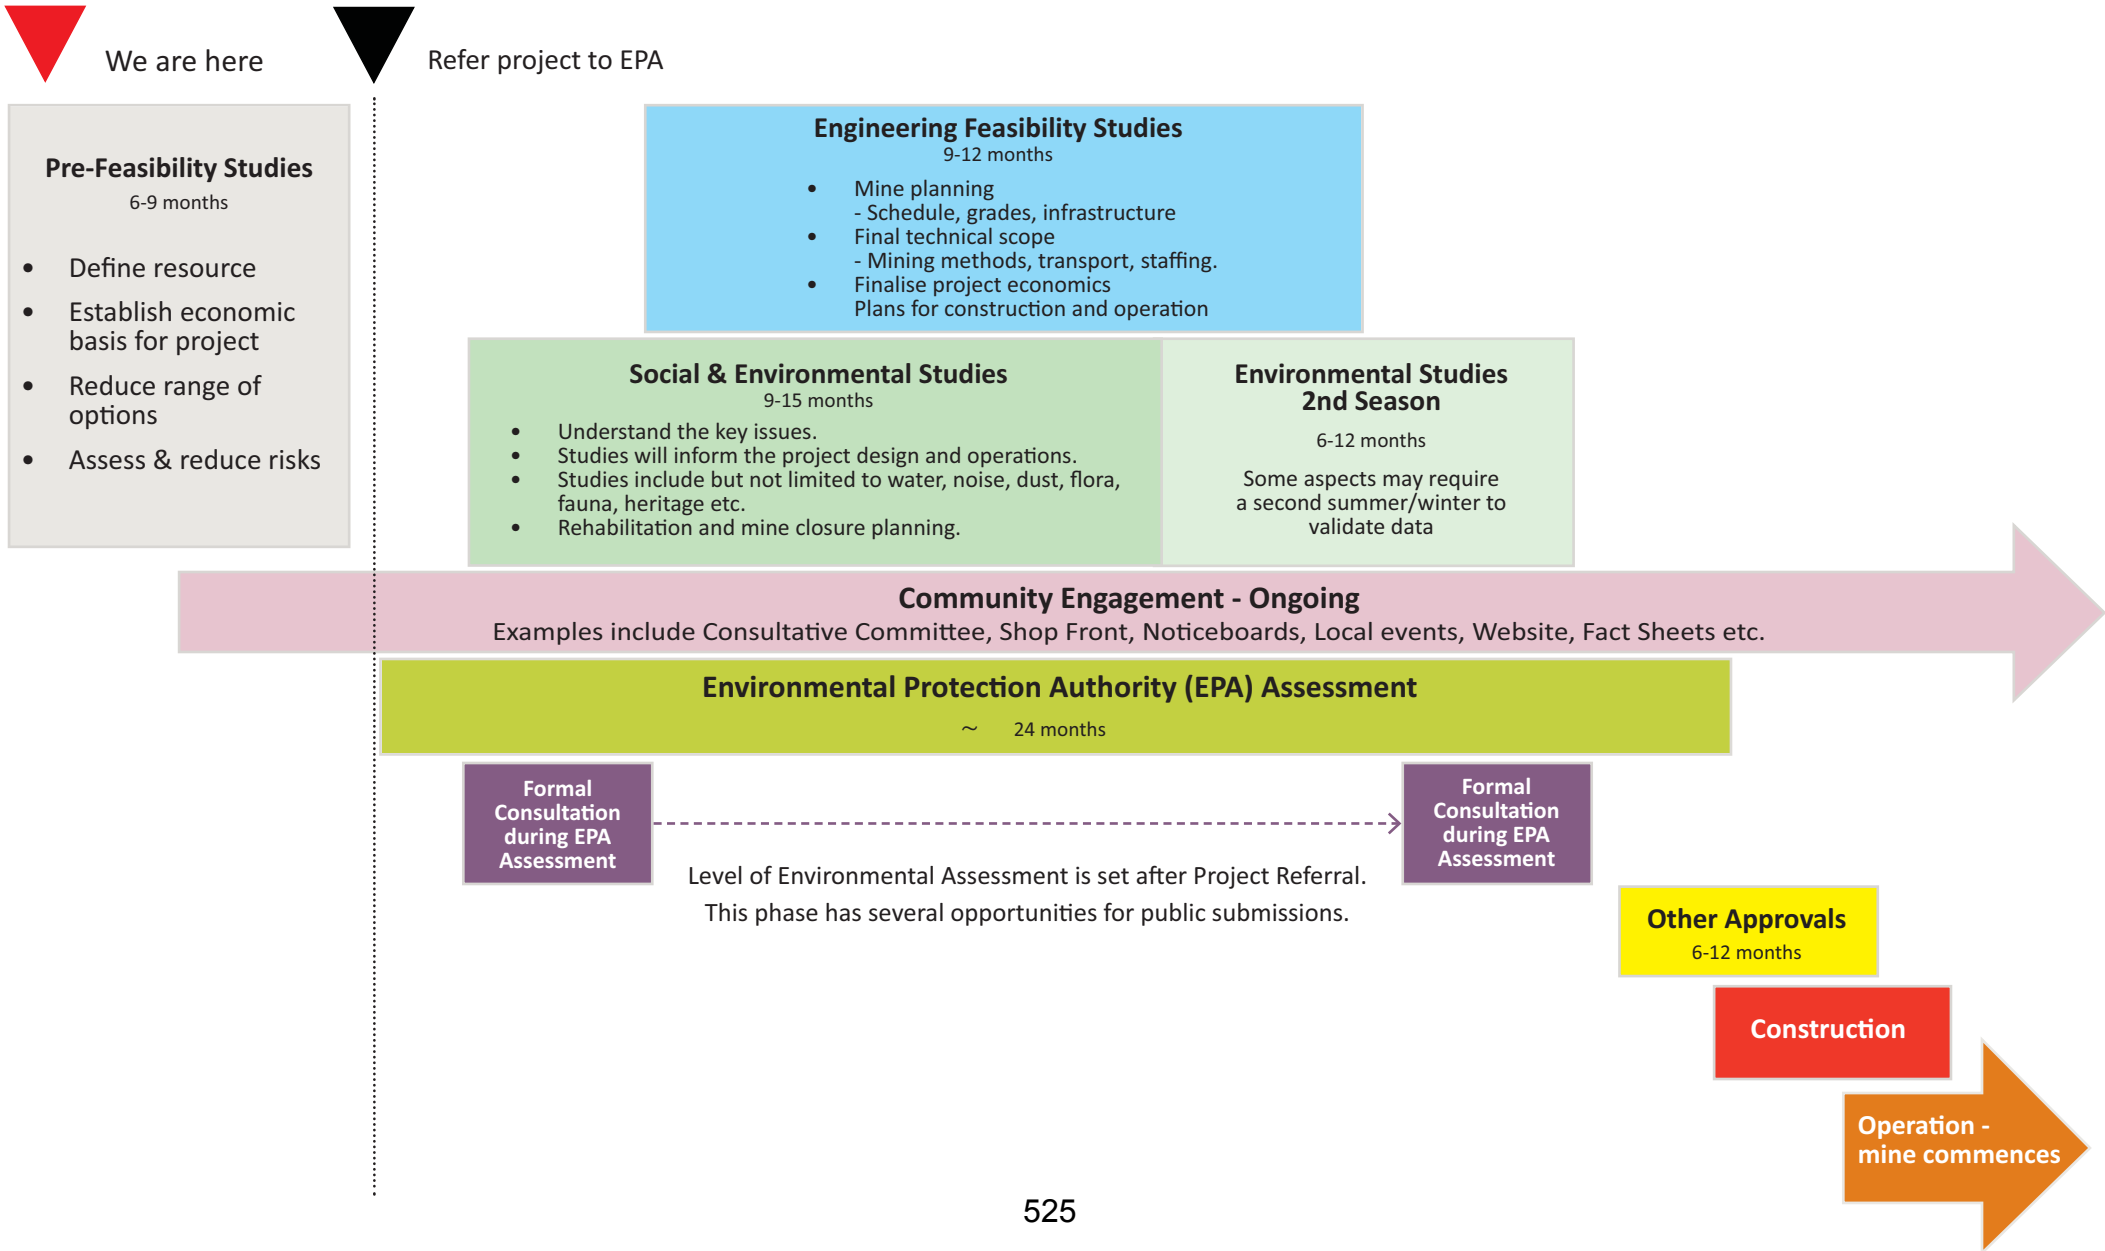 We are here
Refer project to EPA
Pre-Feasibility Studies
6-9 months
• Define resource
• Establish economic
basis for project
• Reduce range of
options
• Assess & reduce risks
Engineering Feasibility Studies
9-12 months
• Mine planning
- Schedule, grades, infrastructure
• Final technical scope
- Mining methods, transport, staffing.
• Finalise project economics
Plans for construction and operation
Social & Environmental Studies
9-15 months
• Understand the key issues.
• Studies will inform the project design and operations.
• Studies include but not limited to water, noise, dust, flora,
fauna, heritage etc.
• Rehabilitation and mine closure planning.
Environmental Studies
2nd Season
6-12 months
Some aspects may require
a second summer/winter to
validate data
Community Engagement - Ongoing
Examples include Consultative Committee, Shop Front, Noticeboards, Local events, Website, Fact Sheets etc.
Environmental Protection Authority (EPA) Assessment
~ 24 months
Formal
Consultation
during EPA
Assessment
Formal
Consultation
during EPA
Assessment
Level of Environmental Assessment is set after Project Referral.
This phase has several opportunities for public submissions.
Other Approvals
6-12 months
Construction
Operation -
mine commences
525